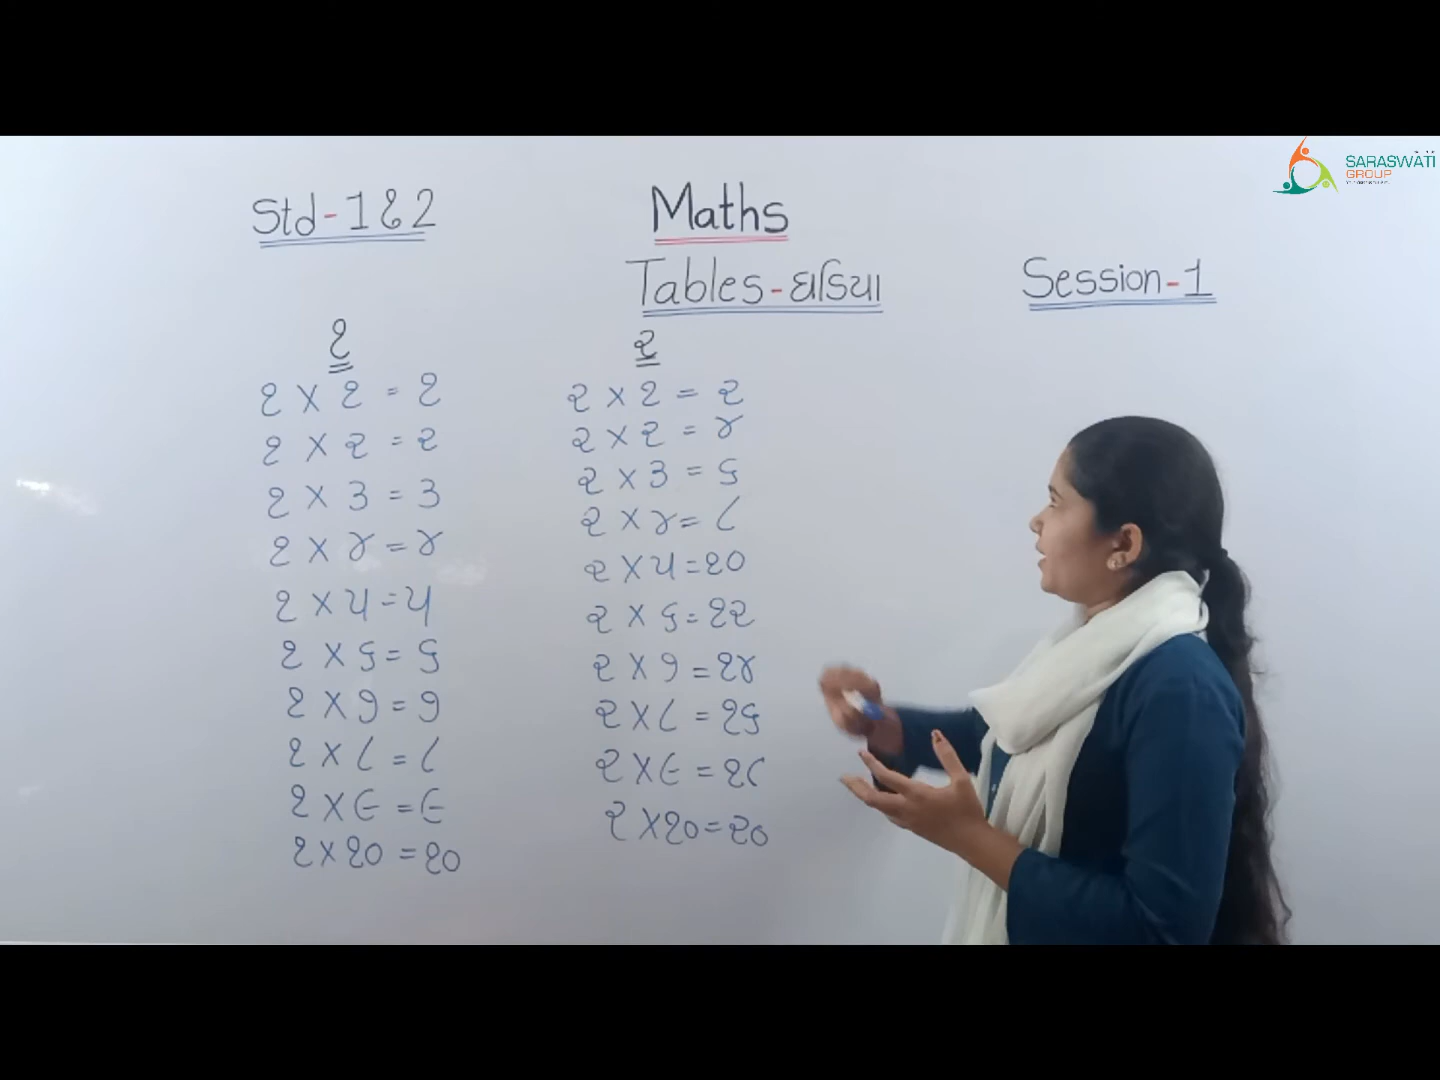 SARASWATI
GROUP
Std-1&2
Maths
Tables-ઘડિયા
Session-1
૧
૧ × ૧ = ૧
૧ × ૨ = ૨
૧ × ૩ = ૩
૧ × ૪ = ૪
૧ × ૫ = ૫
૧ × ૬ = ૬
૧ × ૭ = ૭
૧ × ૮ = ૮
૧ × ૯ = ૯
૧ × ૧૦ = ૧૦
૨
૨ × ૧ = ૨
૨ × ૨ = ૪
૨ × ૩ = ૬
૨ × ૪ = ૮
૨ × ૫ = ૧૦
૨ × ૬ = ૧૨
૨ × ૭ = ૧૪
૨ × ૮ = ૧૬
૨ × ૯ = ૧૮
૨ × ૧૦ = ૨૦